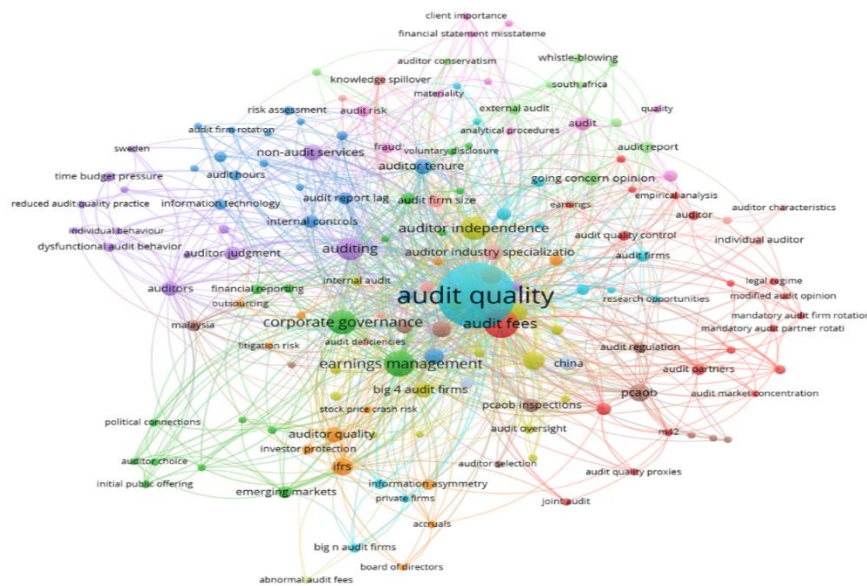 client importance
financial statement misstateme
auditor conservatism
whistle-blowing
knowledge spillover
south africa
materiality
risk assessment
audit risk
external audit
quality
audit firm rotation
analytical procedures
audit
sweden
fraud
non-audit services
voluntary disclosure
audit report
auditor tenure
time budget pressure
audit hours
going concern opinion
empirical analysis
reduced audit quality practice
information technology
audit report lag
audit firm size
earnings
auditor characteristics
auditor
internal controls
auditor independence
individual behaviour
audit quality control
individual auditor
dysfunctional audit behavior
auditor judgment
auditing
auditor industry specializatio
audit firms
internal audit
legal regime
auditors
financial reporting
research opportunities
modified audit opinion
audit quality
outsourcing
mandatory audit firm rotation
malaysia
corporate governance
audit fees
mandatory audit partner rotati
audit deficiencies
litigation risk
audit regulation
earnings management
china
audit partners
big 4 audit firms
pcaob
audit market concentration
pcaob inspections
stock price crash risk
political connections
audit oversight
m42
auditor quality
investor protection
auditor choice
ifrs
auditor selection
audit quality proxies
initial public offering
emerging markets
information asymmetry
private firms
joint audit
accruals
big n audit firms
board of directors
abnormal audit fees